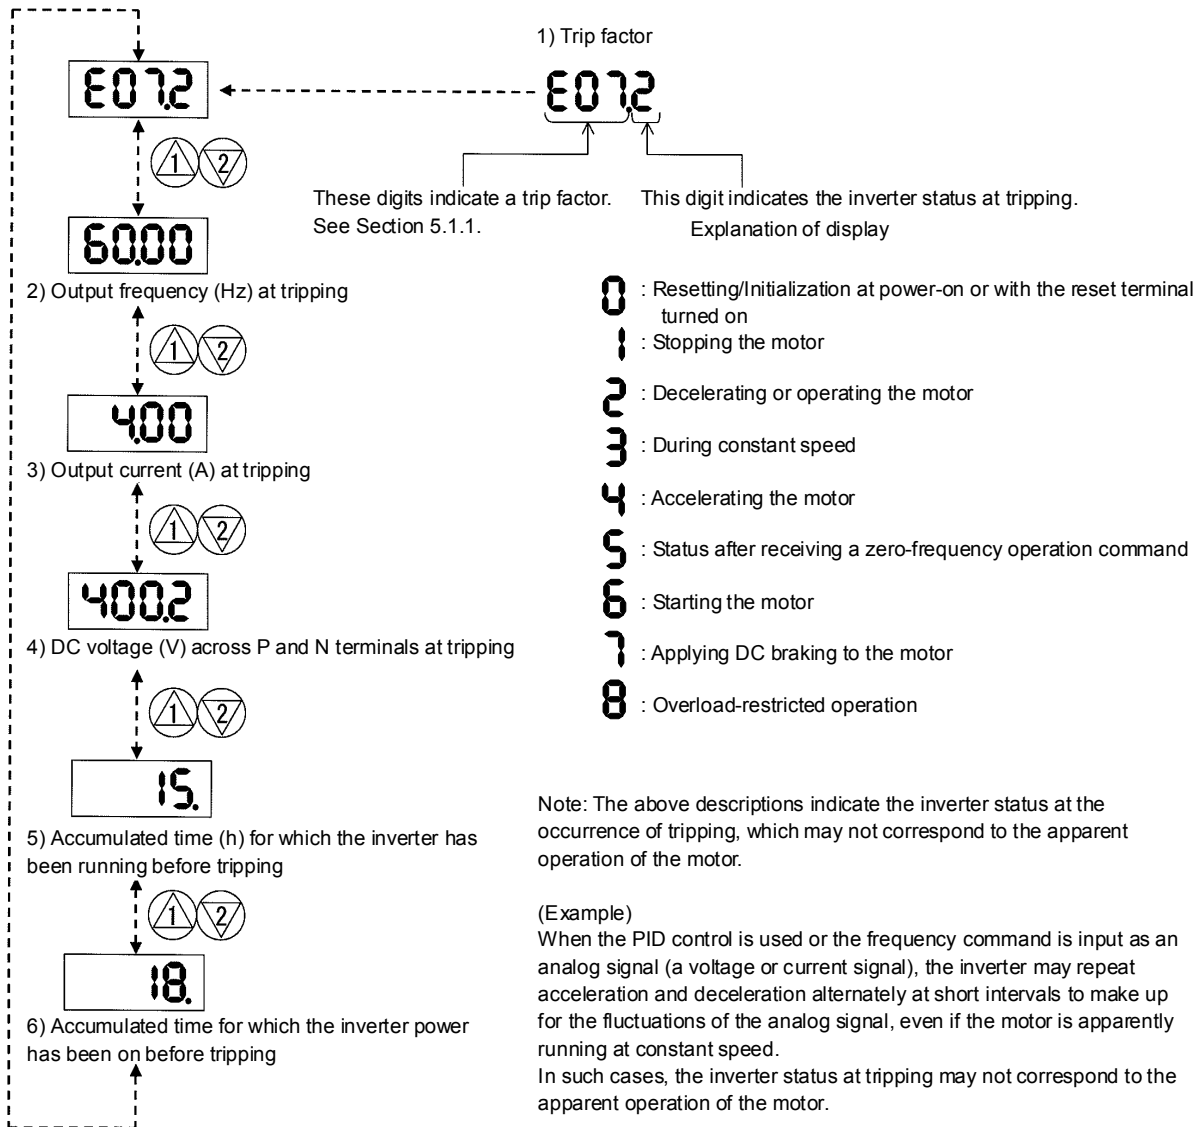 1) Trip factor
E07.2
E07.2
1 2
These digits indicate a trip factor.
See Section 5.1.1.
This digit indicates the inverter status at tripping.
Explanation of display
60.00
2) Output frequency (Hz) at tripping
1 2
4.00
3) Output current (A) at tripping
1 2
400.2
4) DC voltage (V) across P and N terminals at tripping
1 2
15.
5) Accumulated time (h) for which the inverter has
been running before tripping
1 2
18.
6) Accumulated time for which the inverter power
has been on before tripping
0 : Resetting/Initialization at power-on or with the reset terminal
turned on
1 : Stopping the motor
2 : Decelerating or operating the motor
3 : During constant speed
4 : Accelerating the motor
5 : Status after receiving a zero-frequency operation command
6 : Starting the motor
7 : Applying DC braking to the motor
8 : Overload-restricted operation
Note: The above descriptions indicate the inverter status at the
occurrence of tripping, which may not correspond to the apparent
operation of the motor.
(Example)
When the PID control is used or the frequency command is input as an
analog signal (a voltage or current signal), the inverter may repeat
acceleration and deceleration alternately at short intervals to make up
for the fluctuations of the analog signal, even if the motor is apparently
running at constant speed.
In such cases, the inverter status at tripping may not correspond to the
apparent operation of the motor.